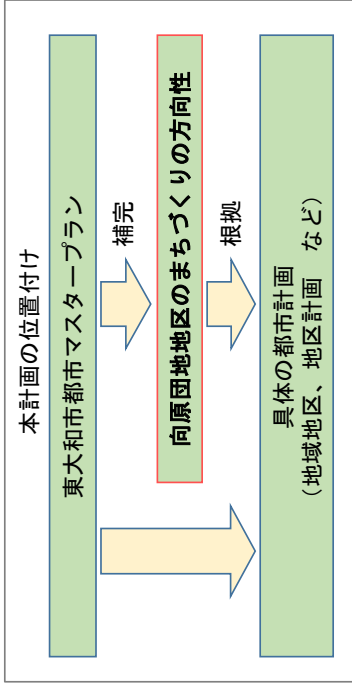 本計画の位置付け
東大和市都市マスタープラン
補完
向原団地地区のまちづくりの方向性
根拠
具体の都市計画
（地域地区、地区計画　など）